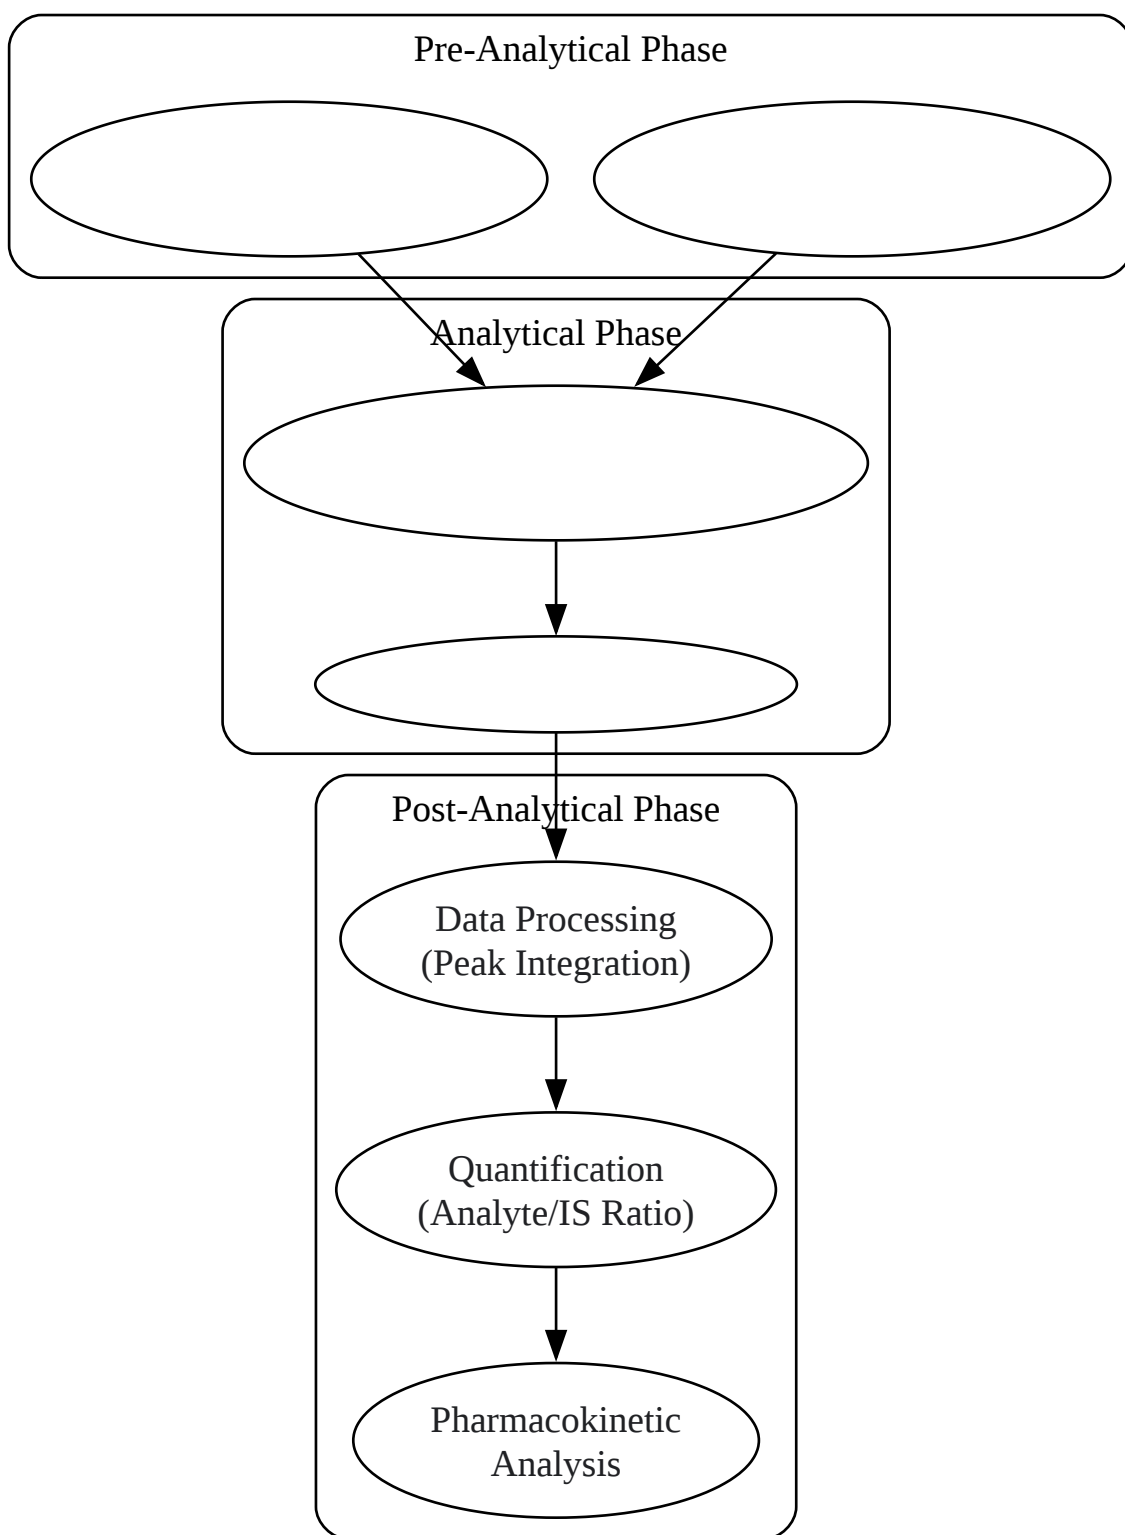 Pre-Analytical Phase
Analytical Phase
Post-Analytical Phase
Data Processing
(Peak Integration)
Quantification
(Analyte/IS Ratio)
Pharmacokinetic
Analysis